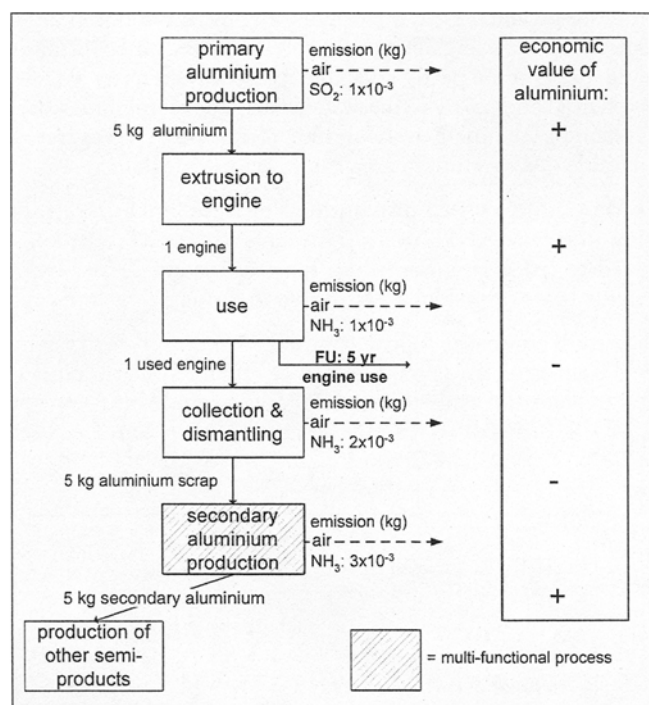 primary
aluminium
production
emission (kg)
air
SO₂: 1x10⁻³
economic
value of
aluminium:
5 kg aluminium
+
extrusion to
engine
1 engine
+
use
emission (kg)
air
NH₃: 1x10⁻³
1 used engine
FU: 5 yr
engine use
-
collection &
dismantling
emission (kg)
air
NH₃: 2x10⁻³
5 kg aluminium scrap
-
secondary
aluminium
production
emission (kg)
air
NH₃: 3x10⁻³
5 kg secondary aluminium
+
production of
other semi-
products
= multi-functional process